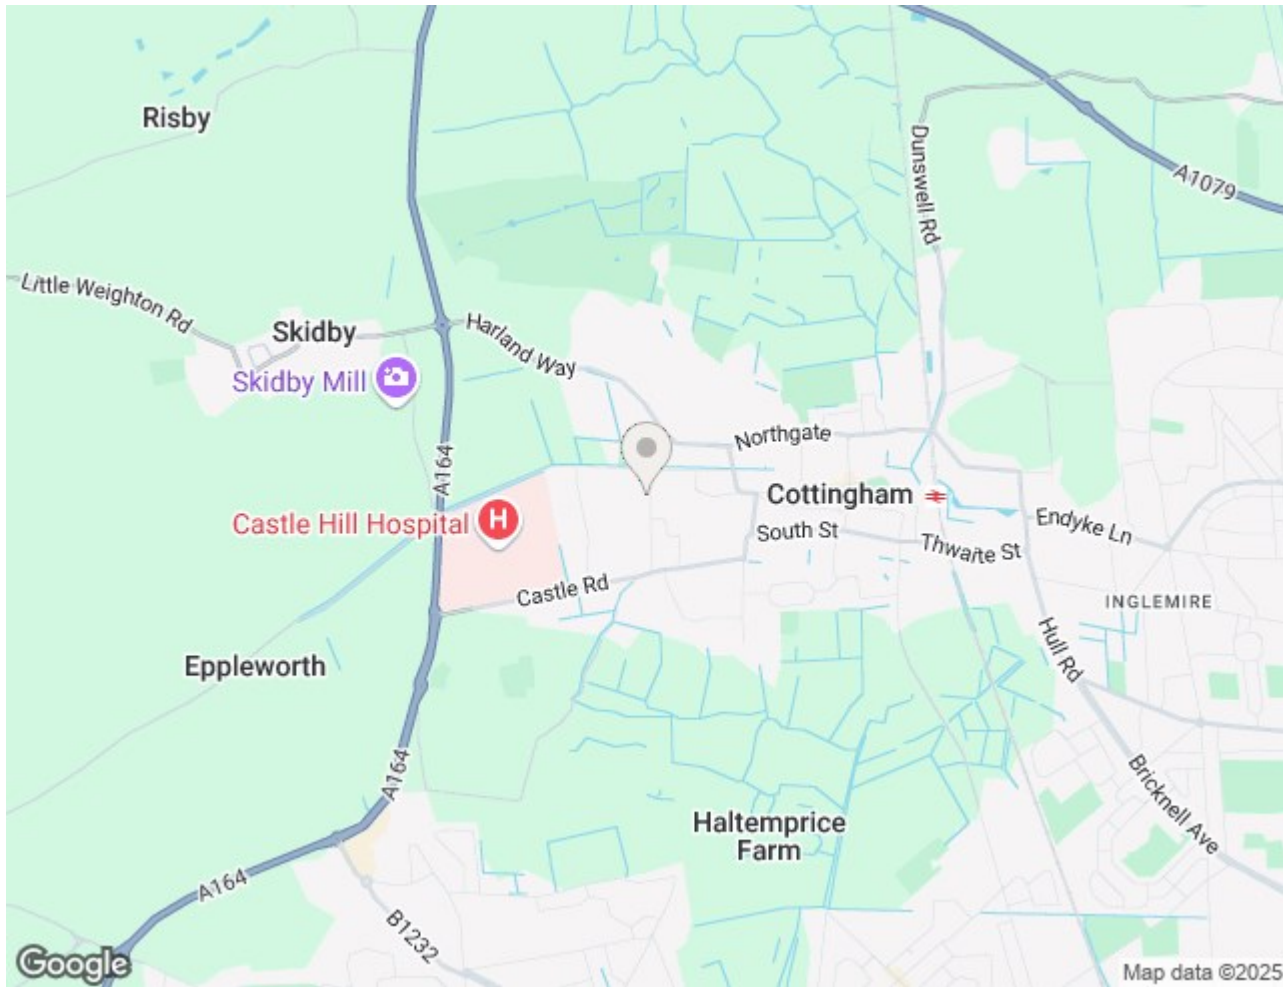 Risby
Dunswell Rd
A1079
Little Weighton Rd
Skidby
Harland Way
Skidby Mill
Northgate
A164
Cottingham
Castle Hill Hospital
H
South St
Endyke Ln
Thwaite St
Castle Rd
INGLEMIRE
Hull Rd
Eppleworth
A164
Bricknell Ave
Haltemprice
Farm
A164
B1232
Google
Map data ©2025